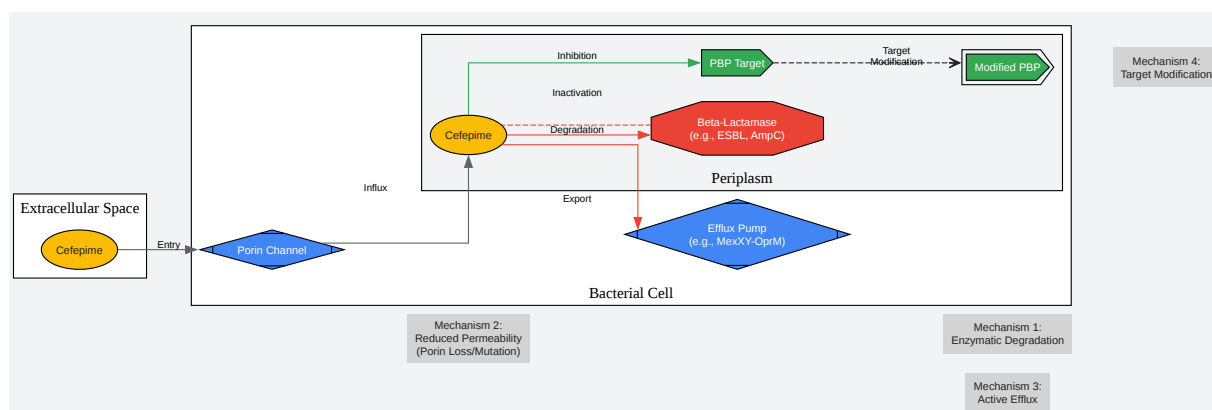 Inhibition
PBP Target
Target
Modification
Modified PBP
Mechanism 4:
Target Modification
Inactivation
Cefepime
Degradation
Beta-Lactamase
(e.g., ESBL, AmpC)
Periplasm
Influx
Export
Extracellular Space
Cefepime
Entry
Porin Channel
Efflux Pump
(e.g., MexXY-OprM)
Bacterial Cell
Mechanism 2:
Reduced Permeability
(Porin Loss/Mutation)
Mechanism 1:
Enzymatic Degradation
Mechanism 3:
Active Efflux